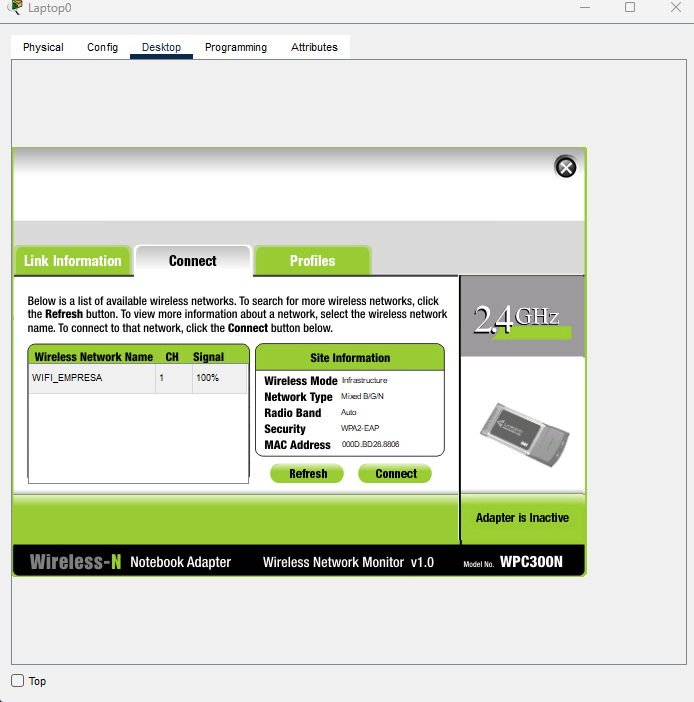 Laptop0
Physical Config Desktop Programming Attributes
Link Information Connect Profiles
Below is a list of available wireless networks. To search for more wireless networks, click
the Refresh button. To view more information about a network, select the wireless network
name. To connect to that network, click the Connect button below.
2.4GHz
Wireless Network Name CH Signal
WIFI_EMPRESA 1 100%
Site Information
Wireless Mode Infrastructure
Network Type Mixed B/G/N
Radio Band Auto
Security WPA2-EAP
MAC Address 000D.BD28.8806
Refresh Connect
Adapter is Inactive
Wireless-N Notebook Adapter Wireless Network Monitor v1.0 Model No. WPC300N
Top